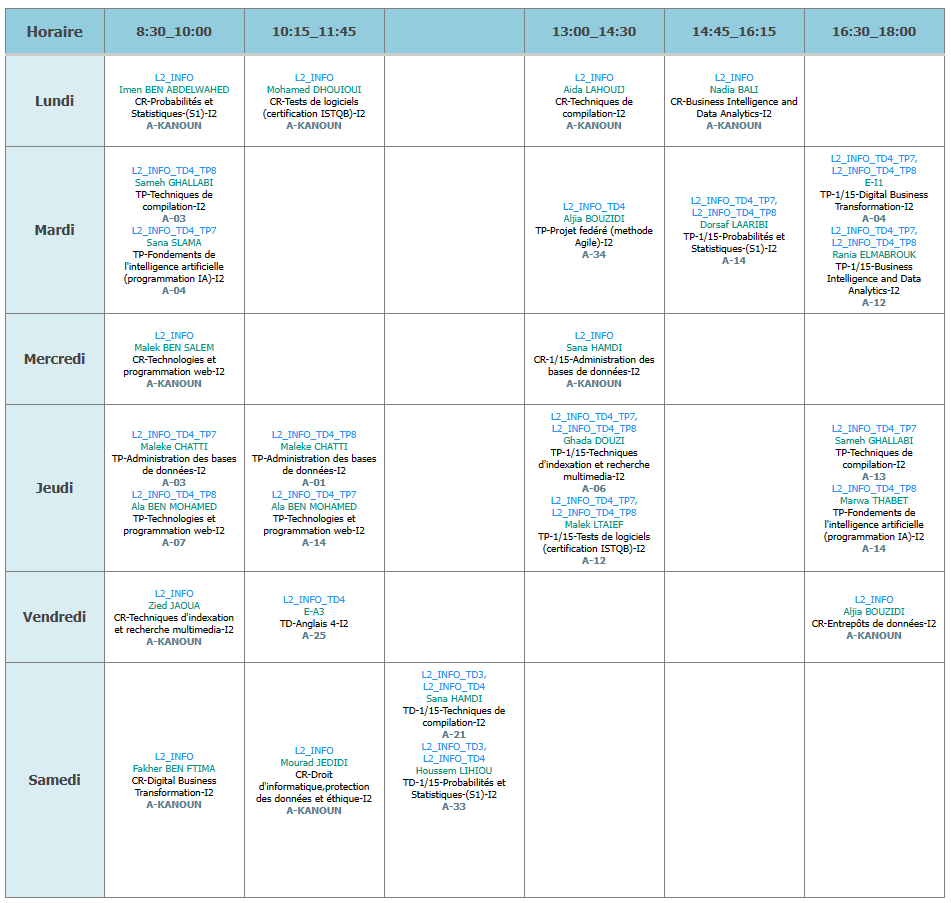 Horaire
8:30_10:00
10:15_11:45
13:00_14:30
14:45_16:15
16:30_18:00
Lundi
L2_INFO
Imen BEN ABDELWAHED
CR-Probabilités et
Statistiques-(S1)-I2
A-KANOUN
L2_INFO
Mohamed DHOUIOUI
CR-Tests de logiciels
(certification ISTQB)-I2
A-KANOUN
L2_INFO
Aida LAHOUIJ
CR-Techniques de
compilation-I2
A-KANOUN
L2_INFO
Nadia BALI
CR-Business Intelligence and
Data Analytics-I2
A-KANOUN
Mardi
L2_INFO_TD4_TP8
Sameh GHALLABI
TP-Techniques de
compilation-I2
A-03
L2_INFO_TD4_TP7
Sana SLAMA
TP-Fondements de
l'intelligence artificielle
(programmation IA)-I2
A-04
L2_INFO_TD4
Aljia BOUZIDI
TP-Projet fedéré (methode
Agile)-I2
A-34
L2_INFO_TD4_TP7,
L2_INFO_TD4_TP8
Dorsaf LAARIBI
TP-1/15-Probabilités et
Statistiques-(S1)-I2
A-14
L2_INFO_TD4_TP7,
L2_INFO_TD4_TP8
E-I1
TP-1/15-Digital Business
Transformation-I2
A-04
L2_INFO_TD4_TP7,
L2_INFO_TD4_TP8
Rania ELMABROUK
TP-1/15-Business
Intelligence and Data
Analytics-I2
A-12
Mercredi
L2_INFO
Malek BEN SALEM
CR-Technologies et
programmation web-I2
A-KANOUN
L2_INFO
Sana HAMDI
CR-1/15-Administration des
bases de données-I2
A-KANOUN
Jeudi
L2_INFO_TD4_TP7
Maleke CHATTI
TP-Administration des bases
de données-I2
A-03
L2_INFO_TD4_TP8
Ala BEN MOHAMED
TP-Technologies et
programmation web-I2
A-07
L2_INFO_TD4_TP8
Maleke CHATTI
TP-Administration des bases
de données-I2
A-01
L2_INFO_TD4_TP7
Ala BEN MOHAMED
TP-Technologies et
programmation web-I2
A-14
L2_INFO_TD4_TP7,
L2_INFO_TD4_TP8
Ghada DOUZI
TP-1/15-Techniques
d'indexation et recherche
multimedia-I2
A-06
L2_INFO_TD4_TP7,
L2_INFO_TD4_TP8
Malek LTAIEF
TP-1/15-Tests de logiciels
(certification ISTQB)-I2
A-12
L2_INFO_TD4_TP7
Sameh GHALLABI
TP-Techniques de
compilation-I2
A-13
L2_INFO_TD4_TP8
Marwa THABET
TP-Fondements de
l'intelligence artificielle
(programmation IA)-I2
A-14
Vendredi
L2_INFO
Zied JAOUA
CR-Techniques d'indexation
et recherche multimedia-I2
A-KANOUN
L2_INFO_TD4
E-A3
TD-Anglais 4-I2
A-25
L2_INFO
Aljia BOUZIDI
CR-Entrepôts de données-I2
A-KANOUN
Samedi
L2_INFO
Fakher BEN FTIMA
CR-Digital Business
Transformation-I2
A-KANOUN
L2_INFO
Mourad JEDIDI
CR-Droit
d'informatique,protection
des données et éthique-I2
A-KANOUN
L2_INFO_TD3,
L2_INFO_TD4
Sana HAMDI
TD-1/15-Techniques de
compilation-I2
A-21
L2_INFO_TD3,
L2_INFO_TD4
Houssem LIHIOU
TD-1/15-Probabilités et
Statistiques-(S1)-I2
A-33